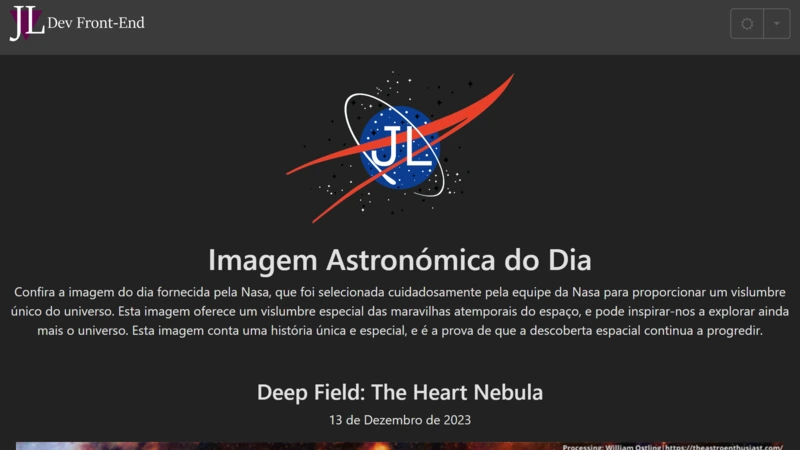 JL Dev Front-End
JL
Imagem Astronómica do Dia
Confira a imagem do dia fornecida pela Nasa, que foi selecionada cuidadosamente pela equipe da Nasa para proporcionar um vislumbre
único do universo. Esta imagem oferece um vislumbre especial das maravilhas atemporais do espaço, e pode inspirar-nos a explorar ainda
mais o universo. Esta imagem conta uma história única e especial, e é a prova de que a descoberta espacial continua a progredir.
Deep Field: The Heart Nebula
13 de Dezembro de 2023
Processing: William Ostling|https://theastroenthusiast.com/